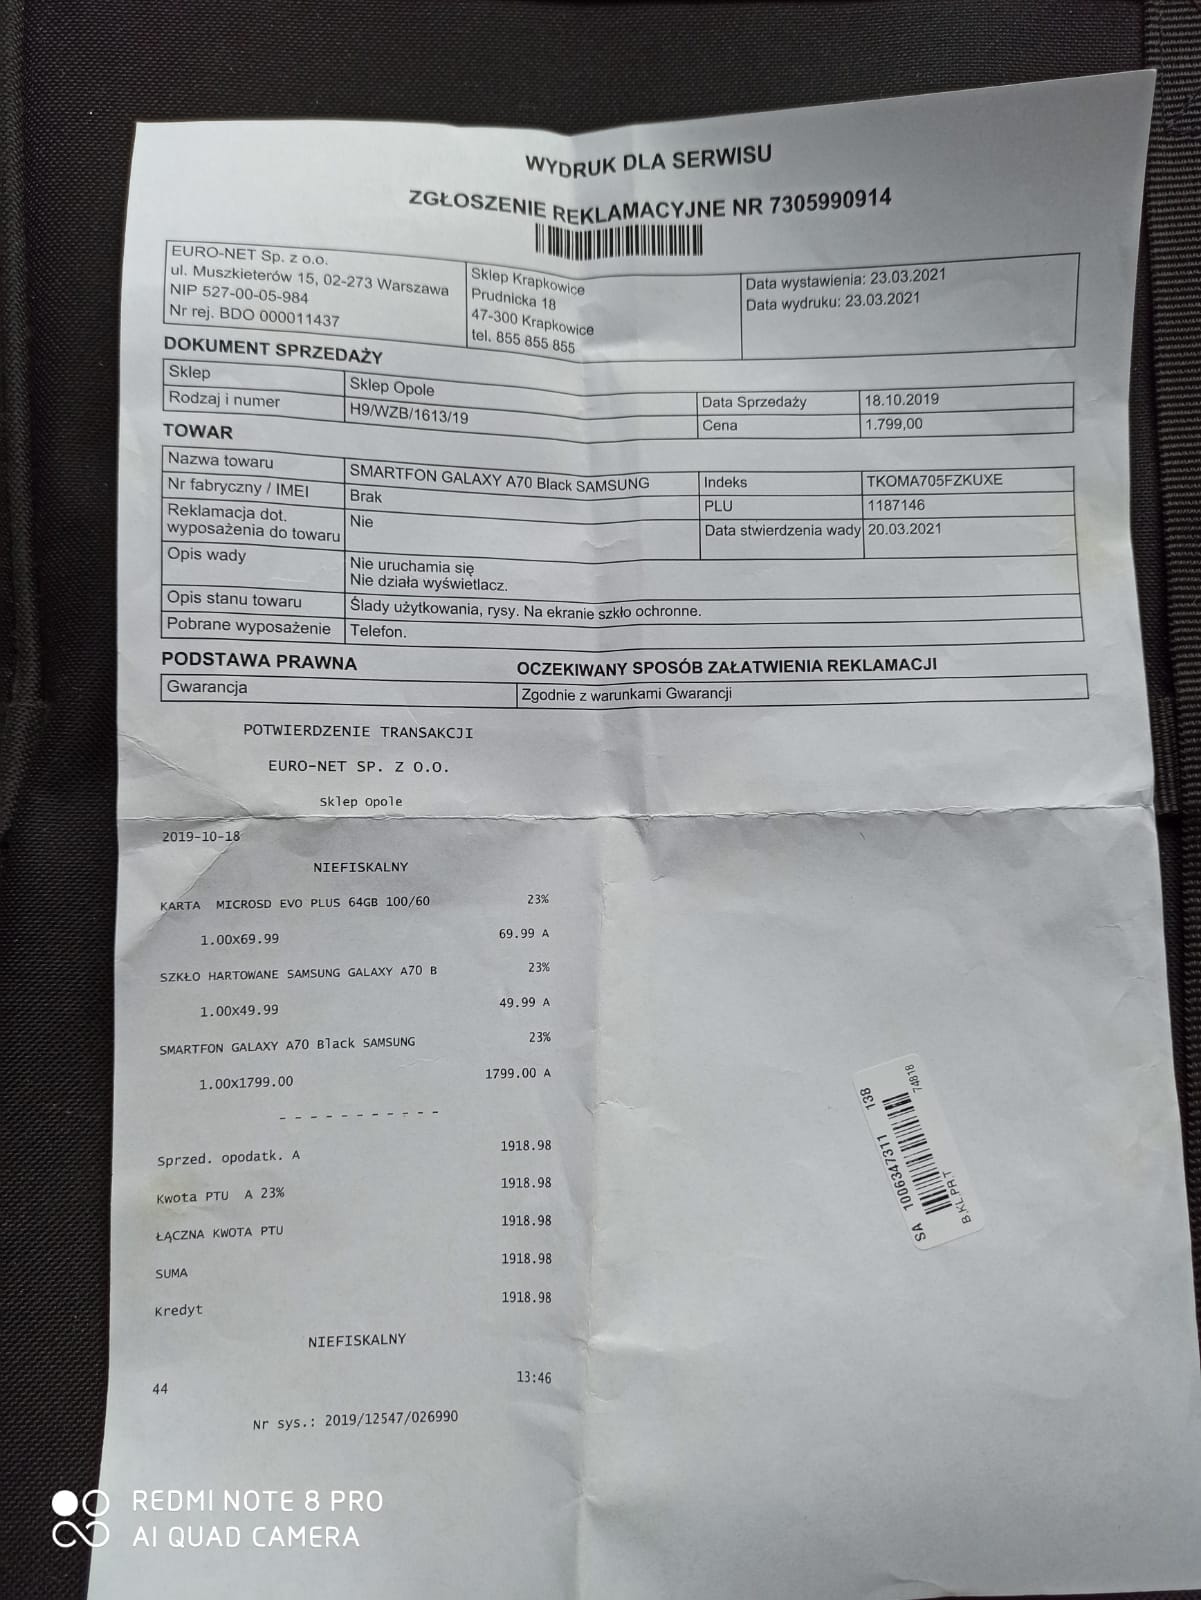 WYDRUK DLA SERWISU
ZGŁOSZENIE REKLAMACYJNE NR 7305990914
EURO-NET Sp. z o.o.
ul. Muszkieterów 15, 02-273 Warszawa
NIP 527-00-05-984
Nr rej. BDO 000011437
Sklep Krapkowice
Prudnicka 18
47-300 Krapkowice
tel. 855 855 855
Data wystawienia: 23.03.2021
Data wydruku: 23.03.2021
DOKUMENT SPRZEDAŻY
Sklep Sklep Opole
Rodzaj i numer H9/WZB/1613/19
Data Sprzedaży 18.10.2019
Cena 1.799,00
TOWAR
Nazwa towaru SMARTFON GALAXY A70 Black SAMSUNG
Indeks TKOMA705FZKUXE
Nr fabryczny / IMEI Brak
PLU 1187146
Reklamacja dot.
wyposażenia do towaru Nie
Data stwierdzenia wady 20.03.2021
Opis wady Nie uruchamia się
Nie działa wyświetlacz.
Opis stanu towaru Ślady użytkowania, rysy. Na ekranie szkło ochronne.
Pobrane wyposażenie Telefon.
PODSTAWA PRAWNA OCZEKIWANY SPOSÓB ZAŁATWIENIA REKLAMACJI
Gwarancja Zgodnie z warunkami Gwarancji
POTWIERDZENIE TRANSAKCJI
EURO-NET SP. Z O.O.
Sklep Opole
2019-10-18
NIEFISKALNY
KARTA MICROSD EVO PLUS 64GB 100/60 23%
1.00x69.99 69.99 A
SZKŁO HARTOWANE SAMSUNG GALAXY A70 B 23%
1.00x49.99 49.99 A
SMARTFON GALAXY A70 Black SAMSUNG 23%
1.00x1799.00 1799.00 A
- - - - - - - - - - -
Sprzed. opodatk. A 1918.98
Kwota PTU A 23% 1918.98
ŁĄCZNA KWOTA PTU 1918.98
SUMA 1918.98
Kredyt 1918.98
NIEFISKALNY
44 13:46
Nr sys.: 2019/12547/026990
SA 1006347311 138
74818
B.KL.PR.T
REDMI NOTE 8 PRO
AI QUAD CAMERA